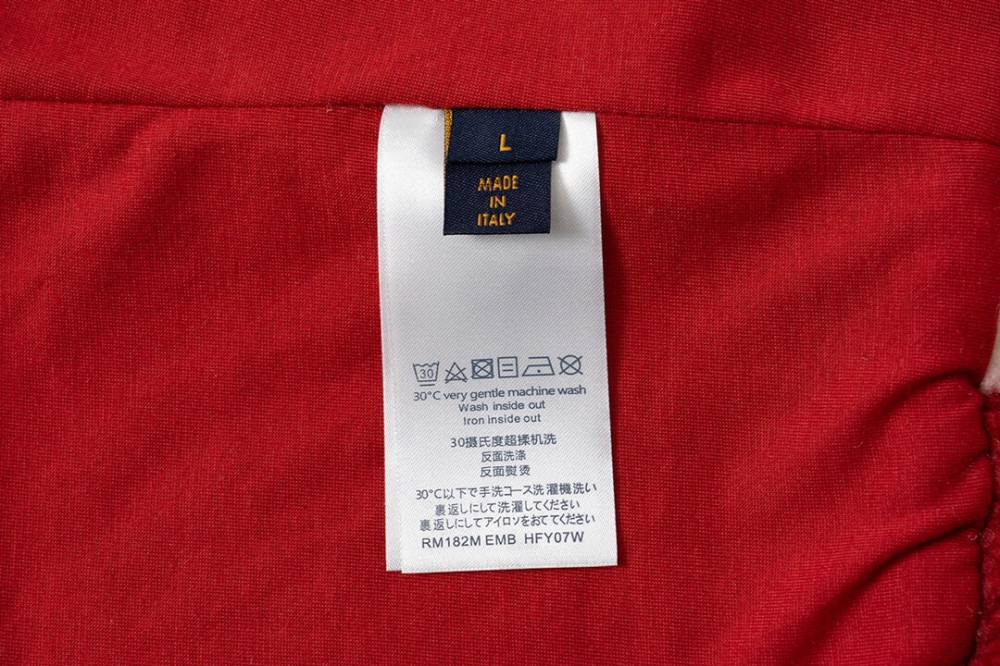 L
MADE
IN
ITALY
30
30°C very gentle machine wash
Wash inside out
Iron inside out
30摄氏度超揉机洗
反面洗涤
反面熨烫
30°C以下で手洗コース洗濯機洗い
裏返しにして洗濯してください
裏返しにしてアイロソをおててください
RM182M EMB HFY07W